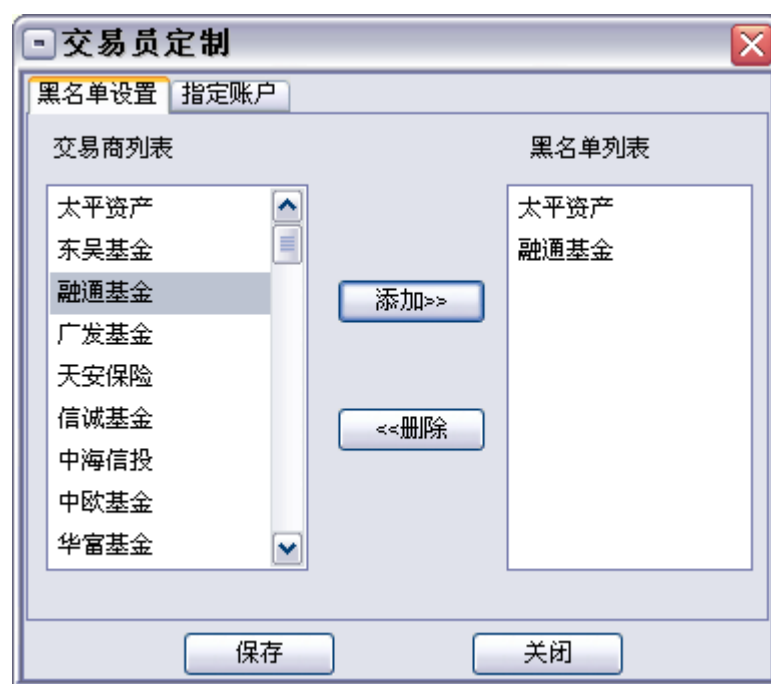 交易员定制
黑名单设置 指定账户
交易商列表
太平资产
东吴基金
融通基金
广发基金
天安保险
信诚基金
中海信投
中欧基金
华富基金
添加>>
<<删除
黑名单列表
太平资产
融通基金
保存 关闭